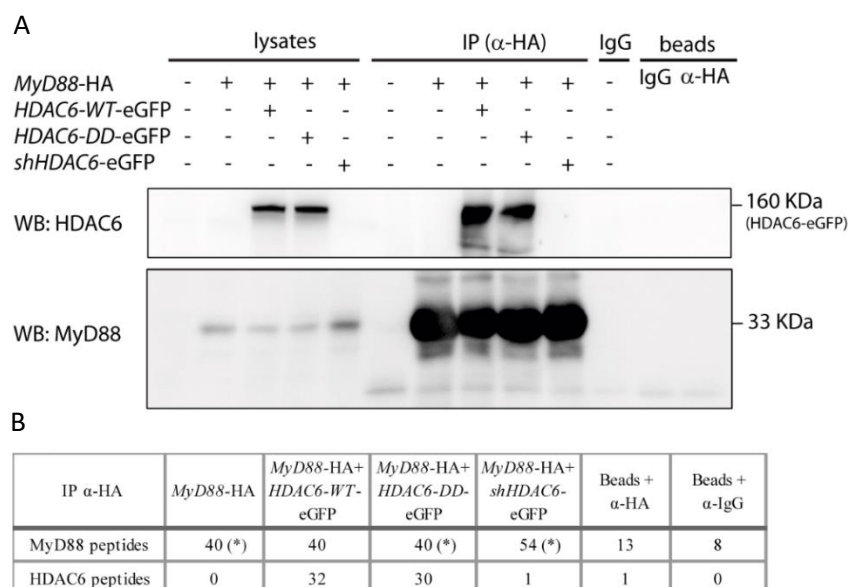 A
lysates IP (α-HA) IgG beads
MyD88-HA - + + + + - + + + + - IgG α-HA
HDAC6-WT-eGFP - - + - - - - + - - -
HDAC6-DD-eGFP - - - + - - - - + - -
shHDAC6-eGFP - - - - + - - - - + -
WB: HDAC6 160 KDa
(HDAC6-eGFP)
WB: MyD88 33 KDa
B
IP α-HA MyD88-HA MyD88-HA+ HDAC6-WT-eGFP MyD88-HA+ HDAC6-DD-eGFP MyD88-HA+ shHDAC6-eGFP Beads + α-HA Beads + α-IgG
MyD88 peptides 40 (*) 40 40 (*) 54 (*) 13 8
HDAC6 peptides 0 32 30 1 1 0